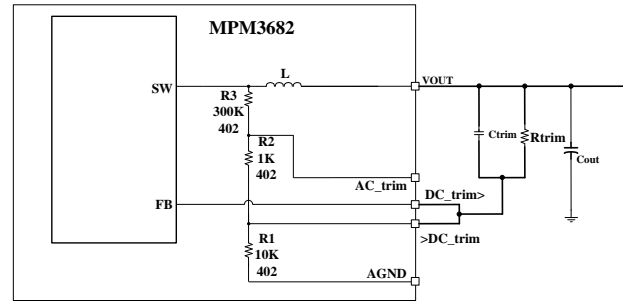 MPM3682
SW
L
VOUT
R3
300K
402
R2
1K
402
Ctrim
Rtrim
Cout
AC_trim
FB
DC_trim>
>DC_trim
R1
10K
402
AGND